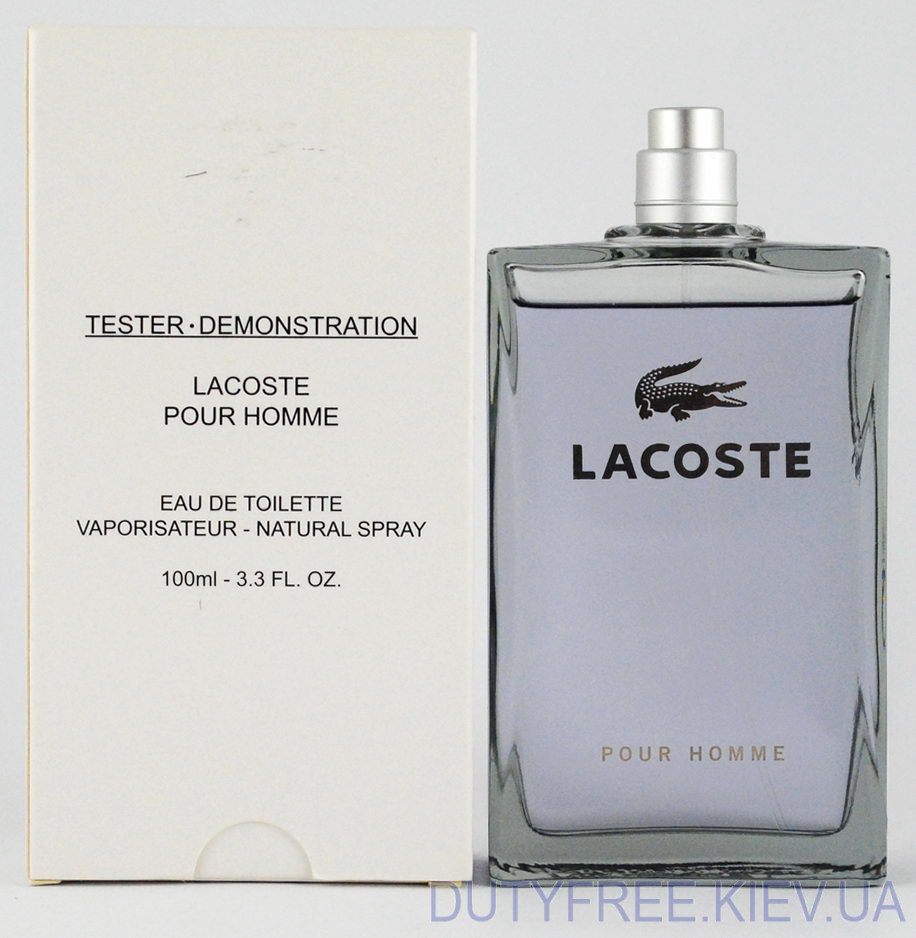 TESTER·DEMONSTRATION
LACOSTE
POUR HOMME
EAU DE TOILETTE
VAPORISATEUR - NATURAL SPRAY
100ml - 3.3 FL. OZ.
LACOSTE
POUR HOMME
DUTYFREE.KIEV.UA